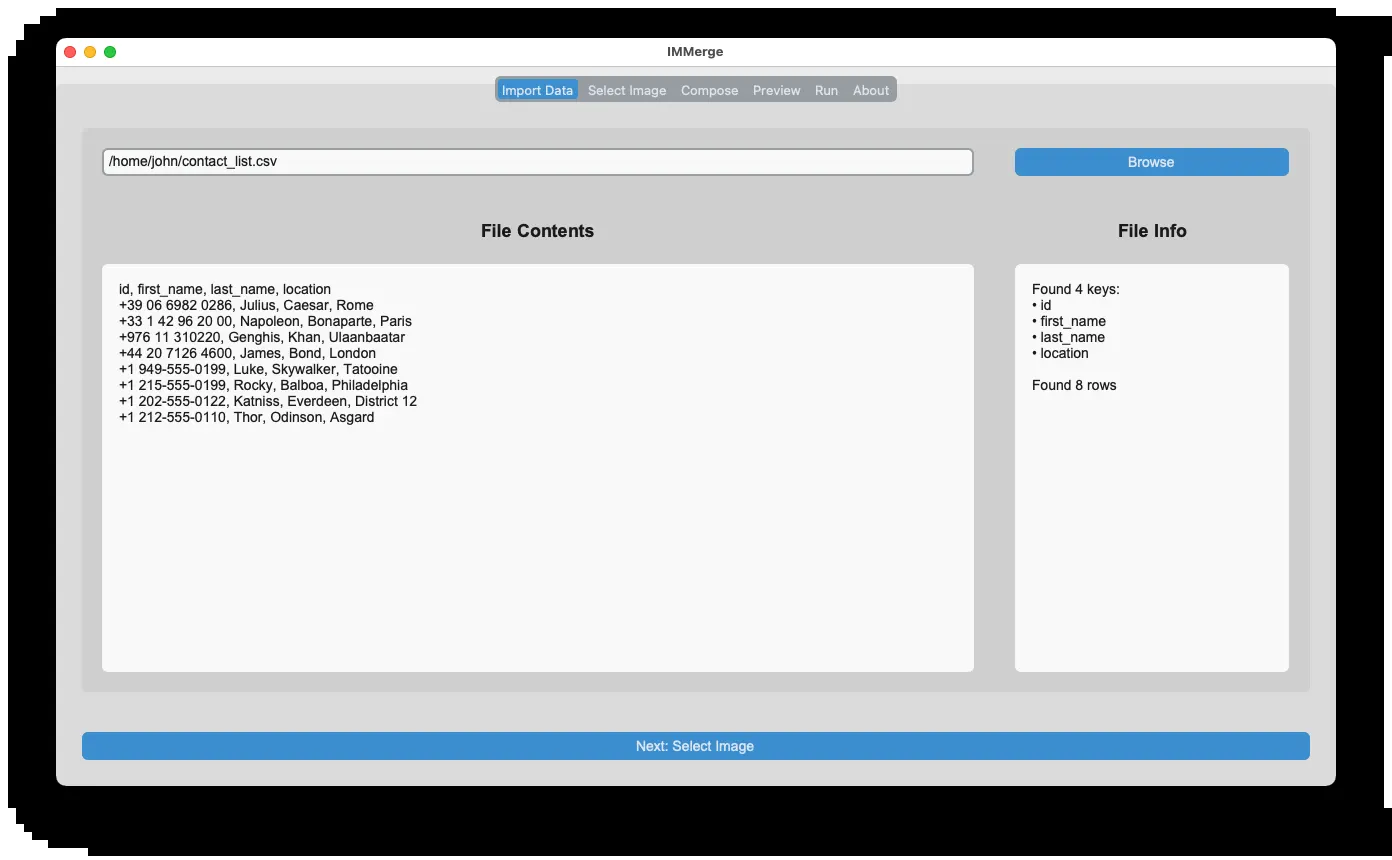 IMMerge
Import Data Select Image Compose Preview Run About
/home/john/contact_list.csv
Browse
File Contents
id, first_name, last_name, location
+39 06 6982 0286, Julius, Caesar, Rome
+33 1 42 96 20 00, Napoleon, Bonaparte, Paris
+976 11 310220, Genghis, Khan, Ulaanbaatar
+44 20 7126 4600, James, Bond, London
+1 949-555-0199, Luke, Skywalker, Tatooine
+1 215-555-0199, Rocky, Balboa, Philadelphia
+1 202-555-0122, Katniss, Everdeen, District 12
+1 212-555-0110, Thor, Odinson, Asgard
File Info
Found 4 keys:
• id
• first_name
• last_name
• location
Found 8 rows
Next: Select Image